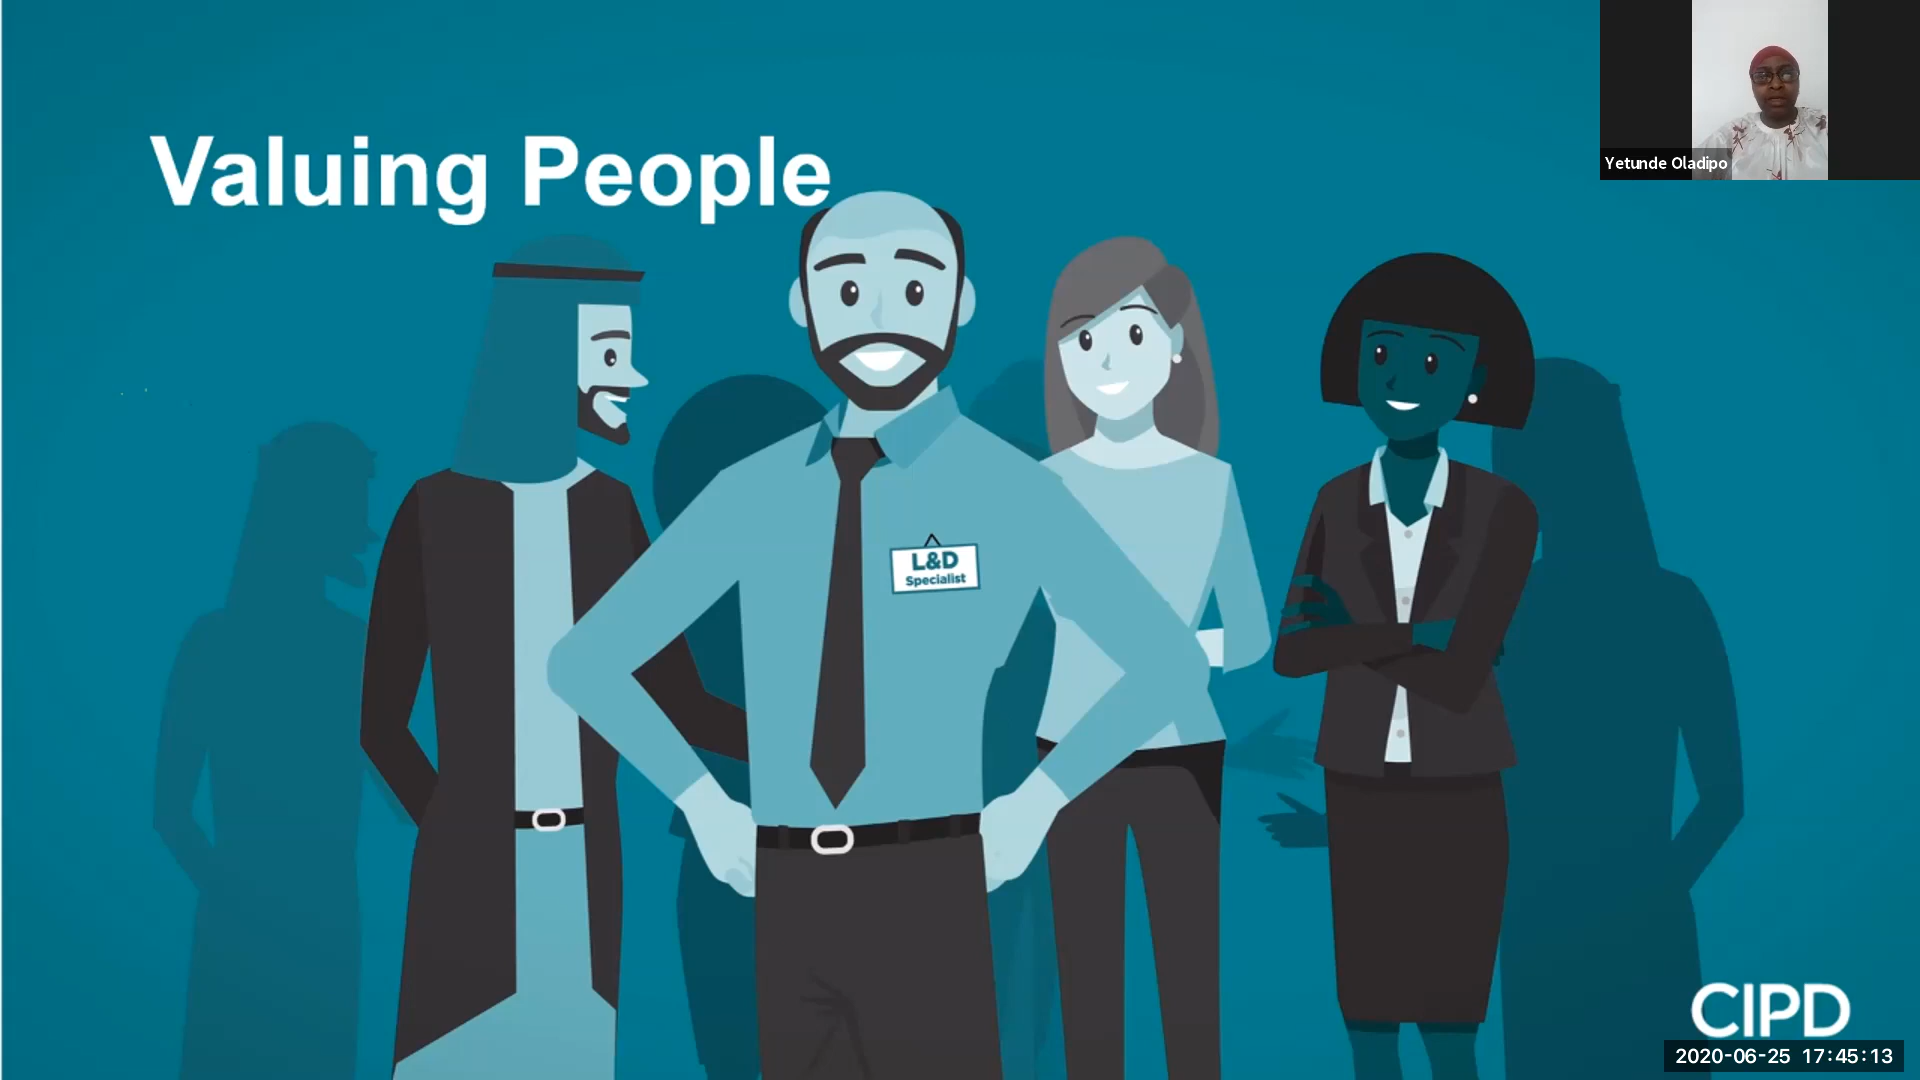 Valuing People
Yetunde Oladipo
L&D
Specialist
CIPD
2020-06-25 17:45:13